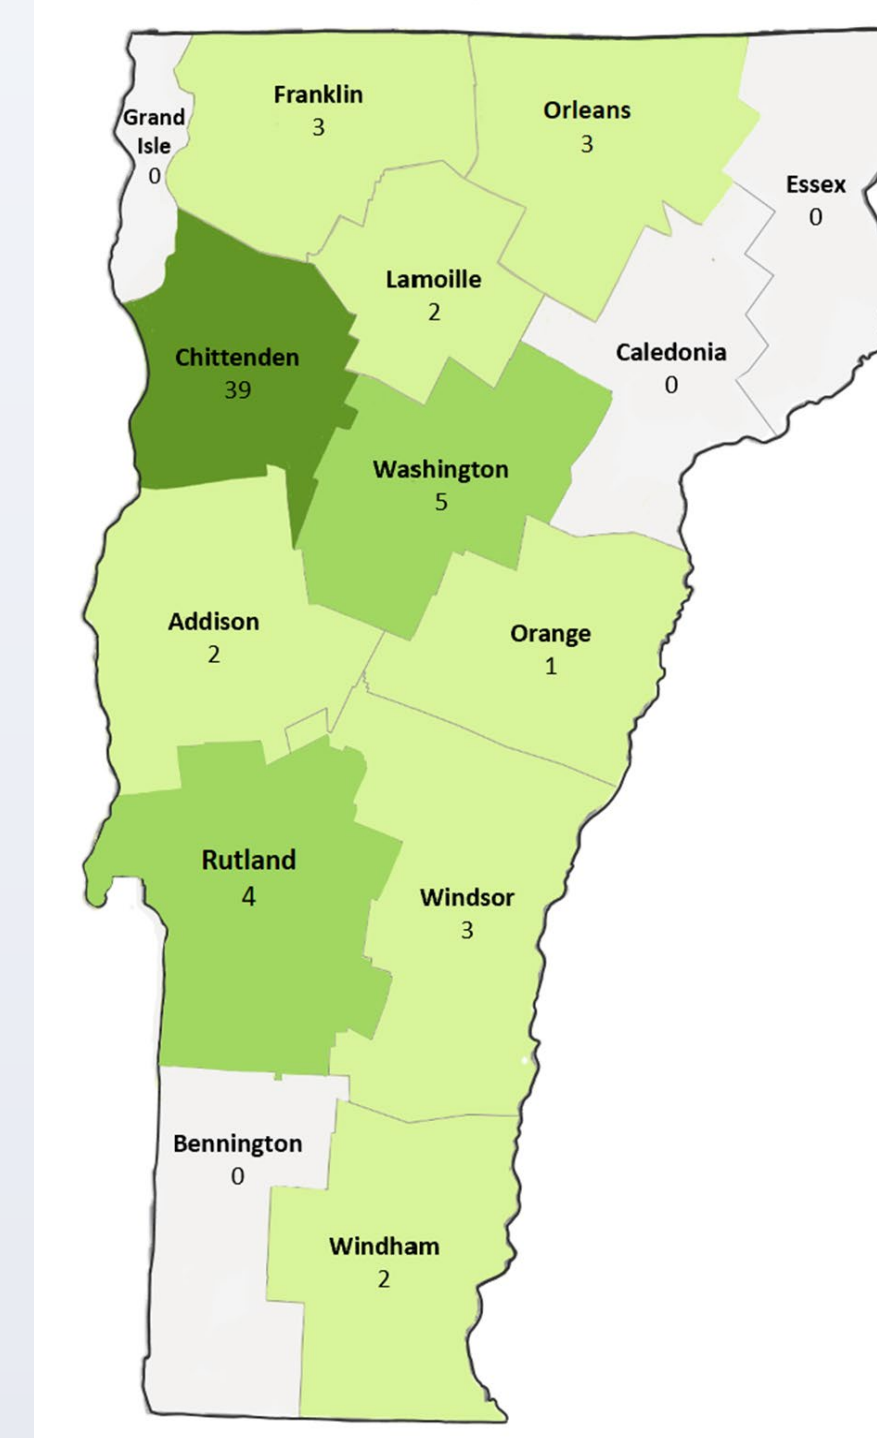 Franklin
3
Orleans
3
Grand
Isle
0
Essex
0
Lamoille
2
Chittenden
39
Caledonia
0
Washington
5
Addison
2
Orange
1
Rutland
4
Windsor
3
Bennington
0
Windham
2